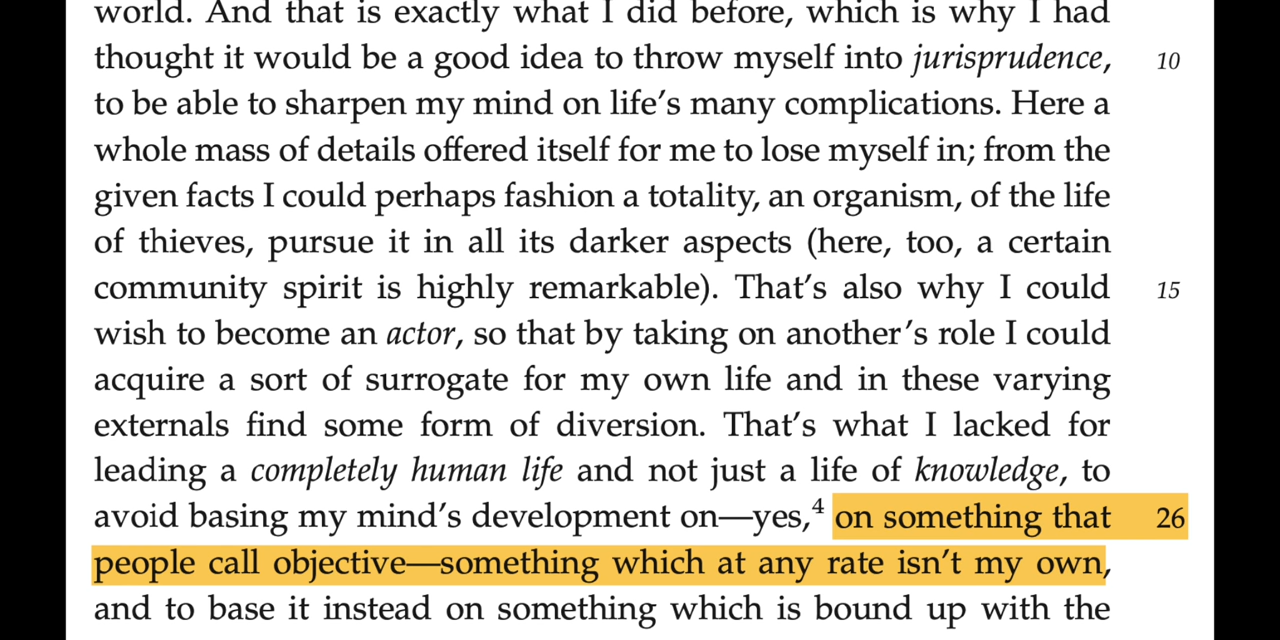 world. And that is exactly what I did before, which is why I had
thought it would be a good idea to throw myself into jurisprudence, 10
to be able to sharpen my mind on life's many complications. Here a
whole mass of details offered itself for me to lose myself in; from the
given facts I could perhaps fashion a totality, an organism, of the life
of thieves, pursue it in all its darker aspects (here, too, a certain
community spirit is highly remarkable). That's also why I could 15
wish to become an actor, so that by taking on another's role I could
acquire a sort of surrogate for my own life and in these varying
externals find some form of diversion. That's what I lacked for
leading a completely human life and not just a life of knowledge, to
avoid basing my mind's development on—yes,⁴ on something that 26
people call objective—something which at any rate isn't my own,
and to base it instead on something which is bound up with the